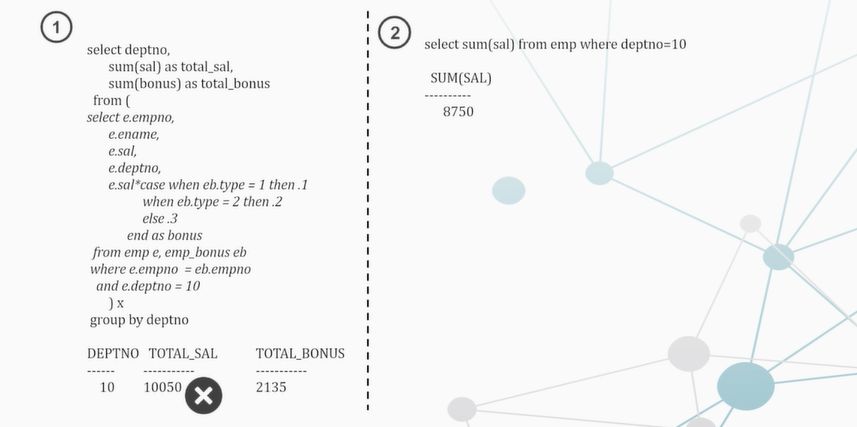 1
select deptno,
sum(sal) as total_sal,
sum(bonus) as total_bonus
from (
select e.empno,
e.ename,
e.sal,
e.deptno,
e.sal*case when eb.type = 1 then .1
when eb.type = 2 then .2
else .3
end as bonus
from emp e, emp_bonus eb
where e.empno  = eb.empno
and e.deptno = 10
) x
group by deptno
DEPTNO TOTAL_SAL TOTAL_BONUS
------ ----------- -----------
10 10050 2135
2
select sum(sal) from emp where deptno=10
SUM(SAL)
----------
8750